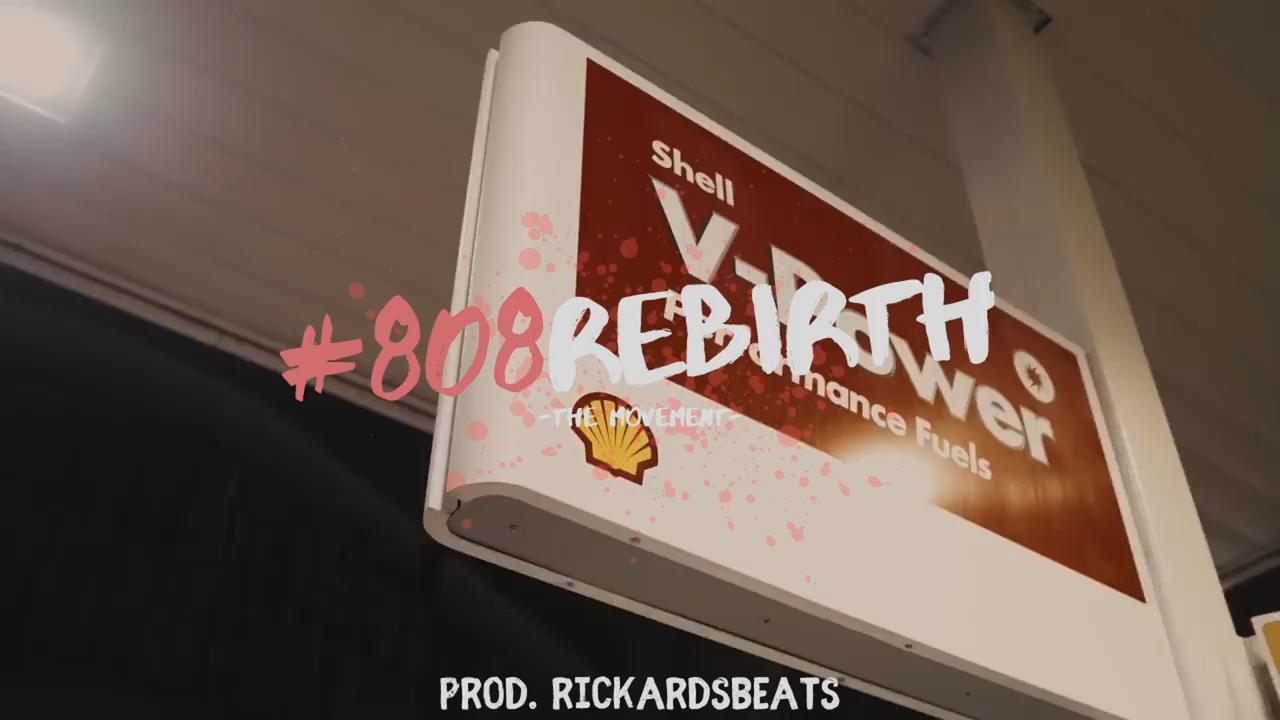 Shell
V-Power
Performance Fuels
#808REBIRTH
-THE MOVEMENT-
PROD. RICKARDSBEATS